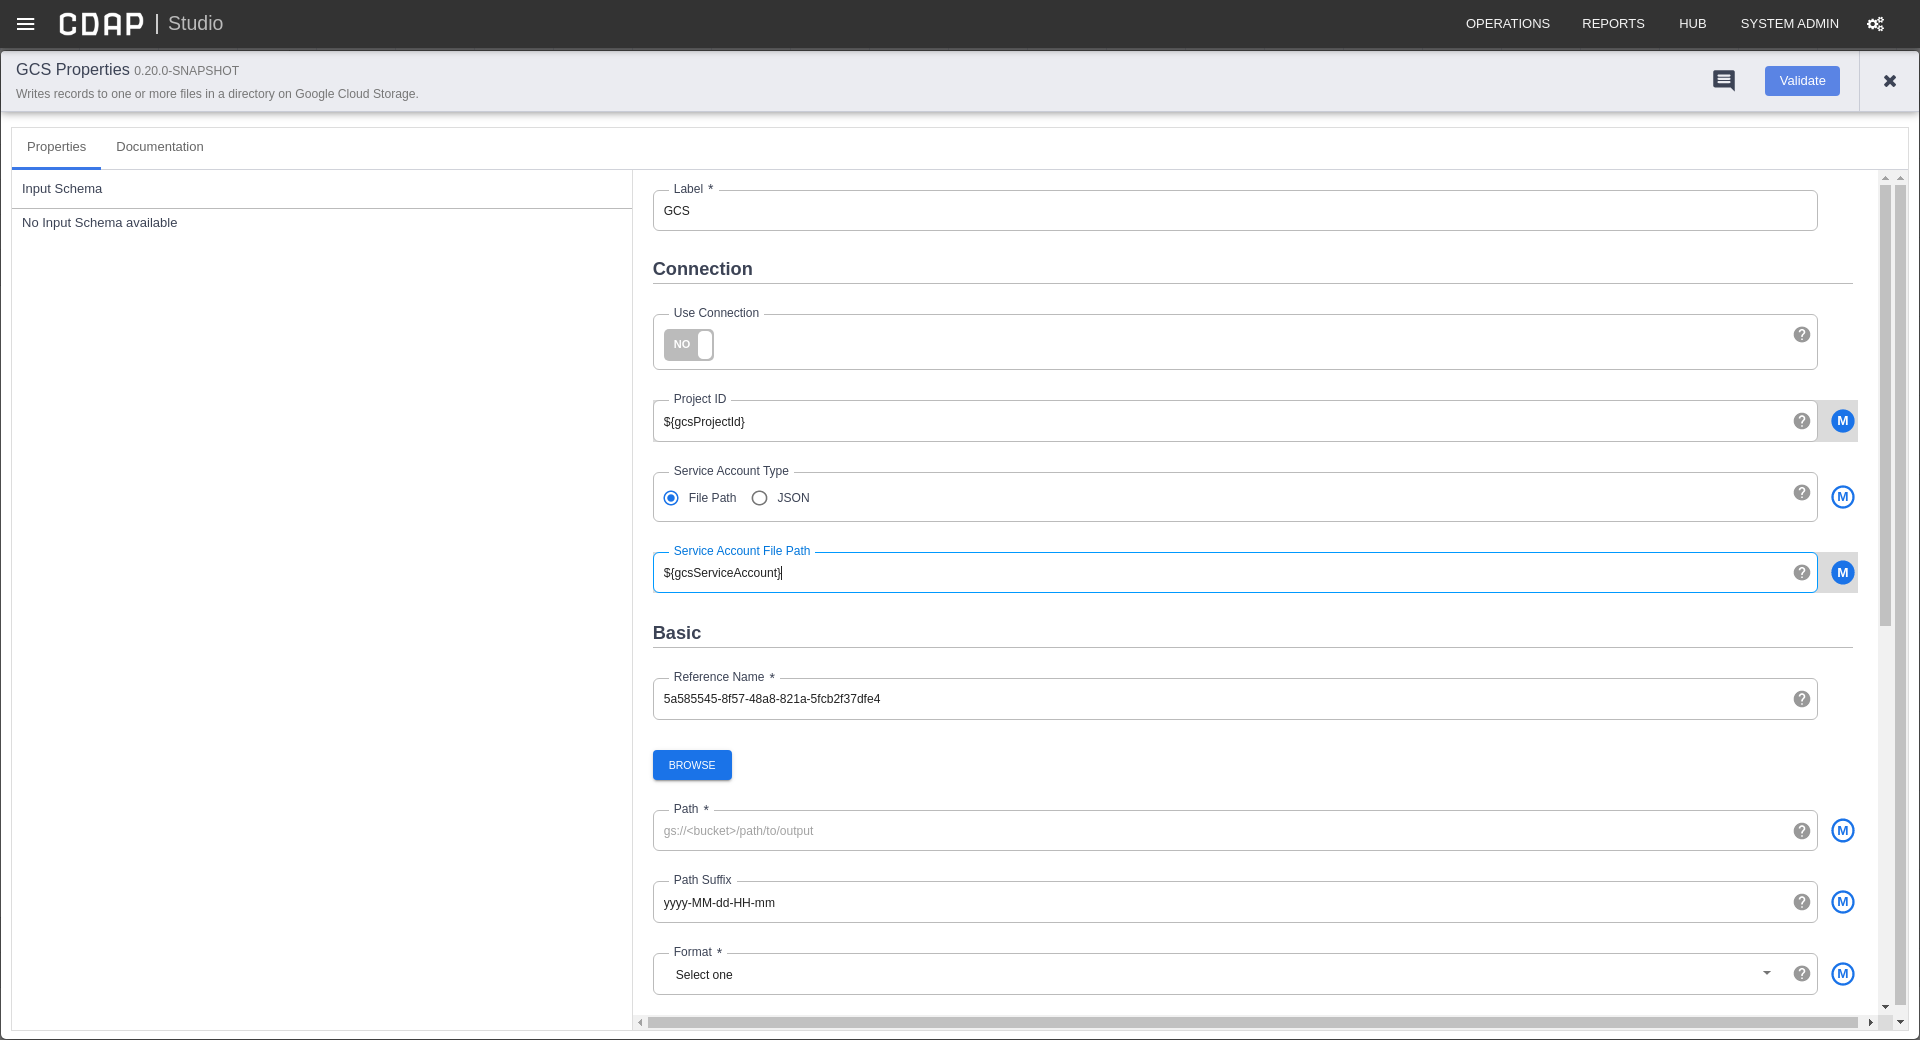 CDAP | Studio
OPERATIONS REPORTS HUB SYSTEM ADMIN
GCS Properties 0.20.0-SNAPSHOT
Writes records to one or more files in a directory on Google Cloud Storage.
Validate
Properties Documentation
Input Schema
No Input Schema available
Label *
GCS
Connection
Use Connection
NO
Project ID
${gcsProjectId}
M
Service Account Type
File Path JSON
M
Service Account File Path
${gcsServiceAccount}
M
Basic
Reference Name *
5a585545-8f57-48a8-821a-5fcb2f37dfe4
BROWSE
Path *
gs://<bucket>/path/to/output
M
Path Suffix
yyyy-MM-dd-HH-mm
M
Format *
Select one
M